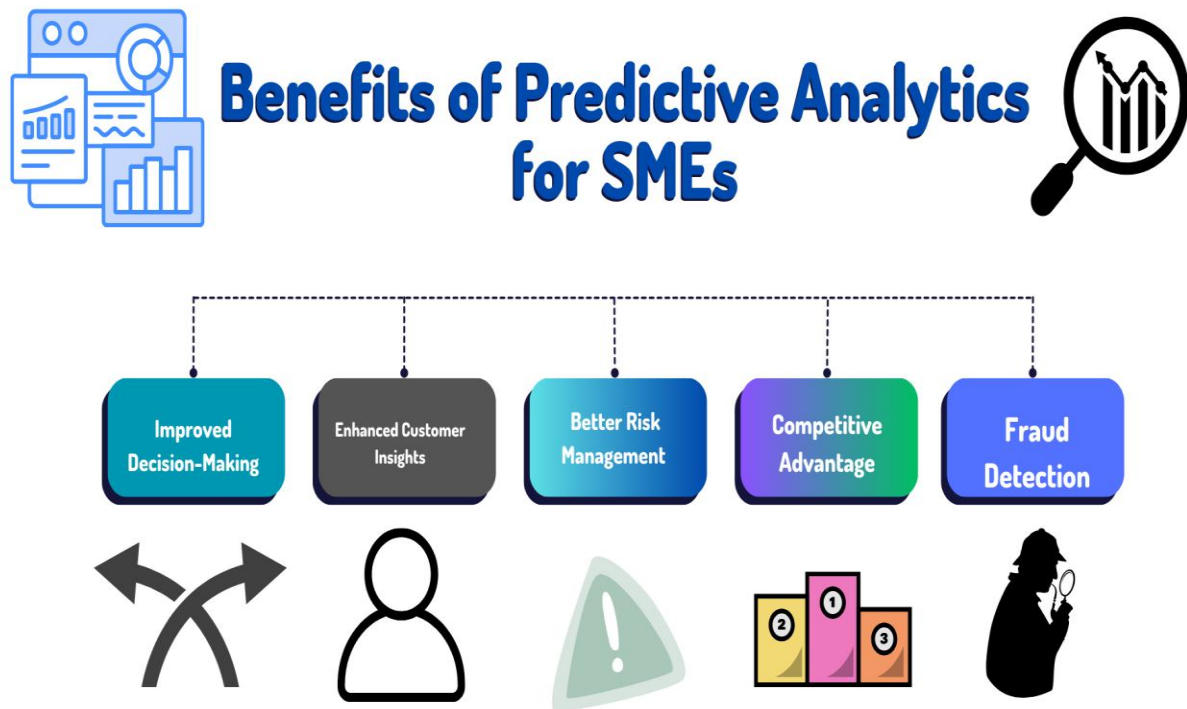 Benefits of Predictive Analytics
for SMEs
Improved
Decision-Making
Enhanced Customer
Insights
Better Risk
Management
Competitive
Advantage
Fraud
Detection
!
2
1
3